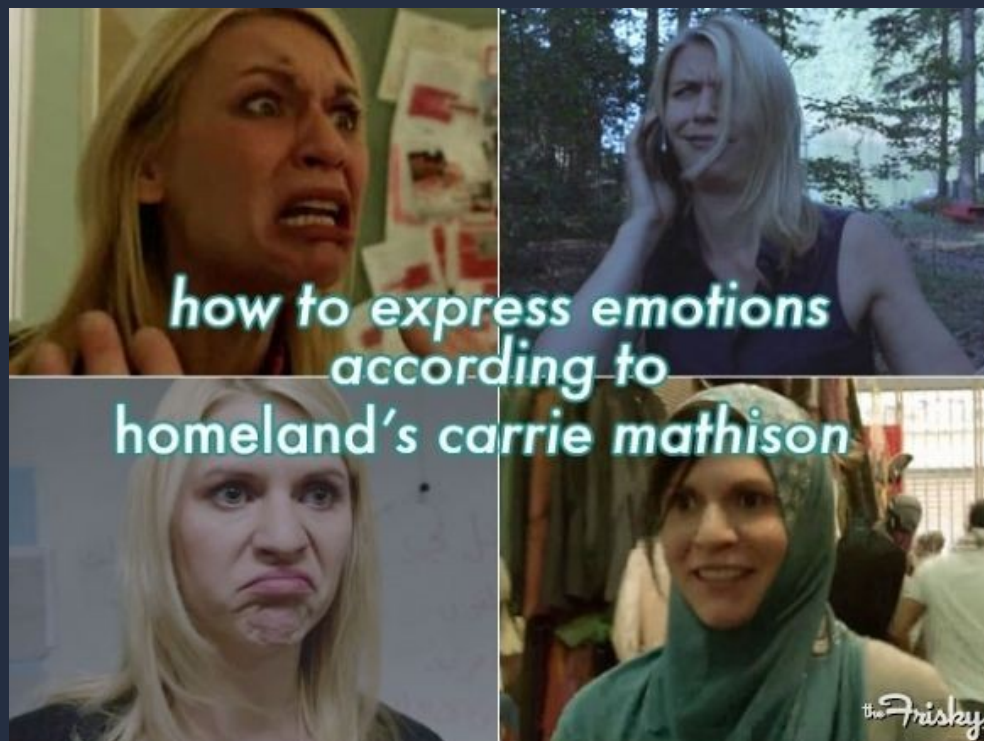 how to express emotions
according to
homeland's carrie mathison
the Frisky